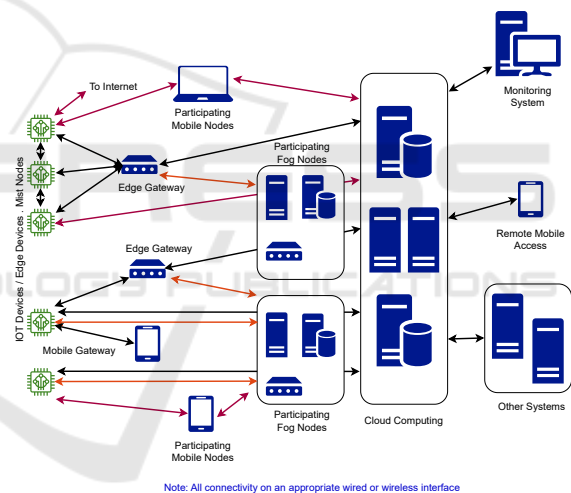 To Internet
Participating
Mobile Nodes
Monitoring
System
Participating
Fog Nodes
Edge Gateway
IOT Devices / Edge Devices . Mist Nodes
Remote Mobile
Access
Edge Gateway
Mobile Gateway
Participating
Fog Nodes
Cloud Computing
Other Systems
Participating
Mobile Nodes
Note: All connectivity on an appropriate wired or wireless interface